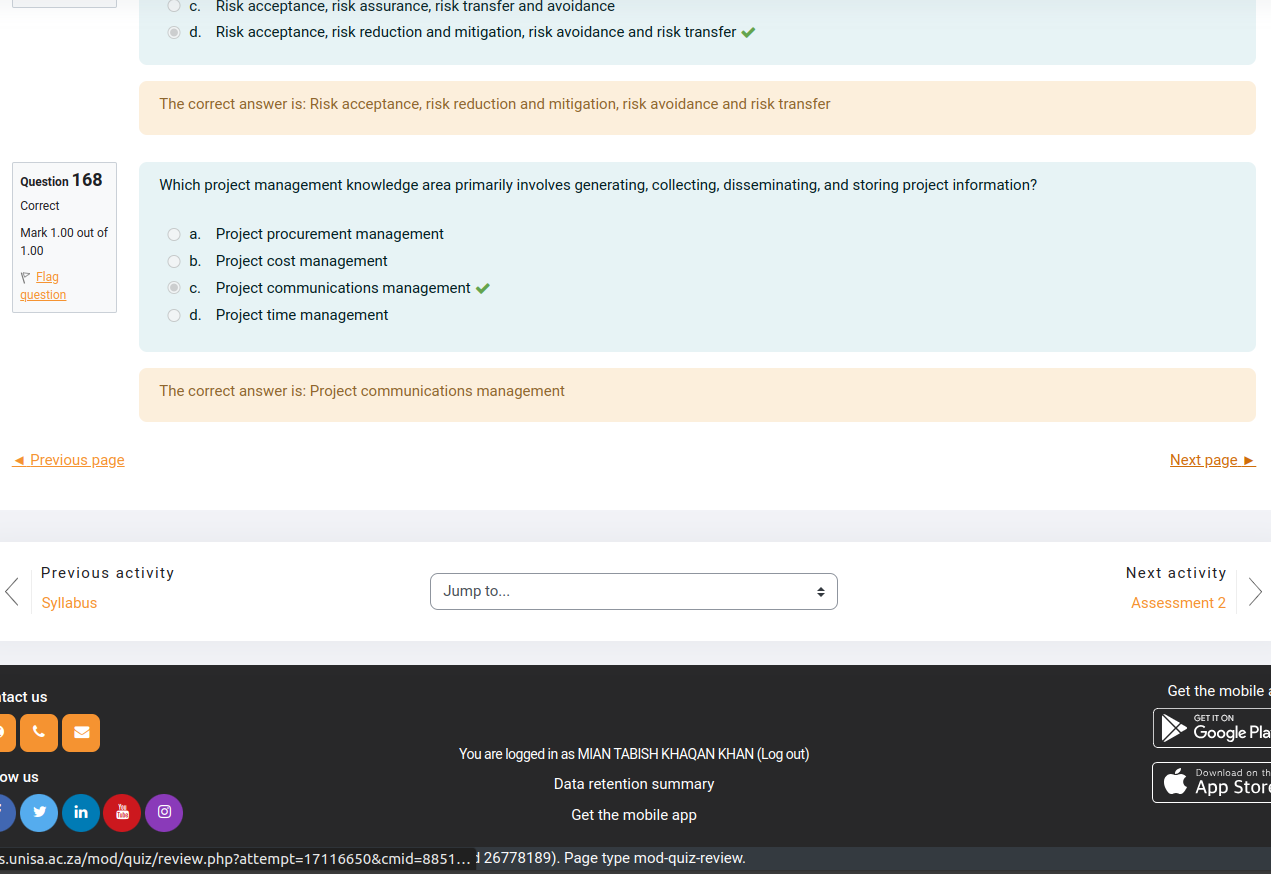 c. Risk acceptance, risk assurance, risk transfer and avoidance
d. Risk acceptance, risk reduction and mitigation, risk avoidance and risk transfer
The correct answer is: Risk acceptance, risk reduction and mitigation, risk avoidance and risk transfer
Question 168
Correct
Mark 1.00 out of
1.00
Flag
question
Which project management knowledge area primarily involves generating, collecting, disseminating, and storing project information?
a. Project procurement management
b. Project cost management
c. Project communications management
d. Project time management
The correct answer is: Project communications management
◄ Previous page
Next page ►
Previous activity
Syllabus
Jump to...
Next activity
Assessment 2
tact us
ow us
You are logged in as MIAN TABISH KHAQAN KHAN (Log out)
Data retention summary
Get the mobile app
Get the mobile a
GET IT ON
Google Pla
Download on th
App Store
You
Tube
s.unisa.ac.za/mod/quiz/review.php?attempt=17116650&cmid=8851...
26778189). Page type mod-quiz-review.